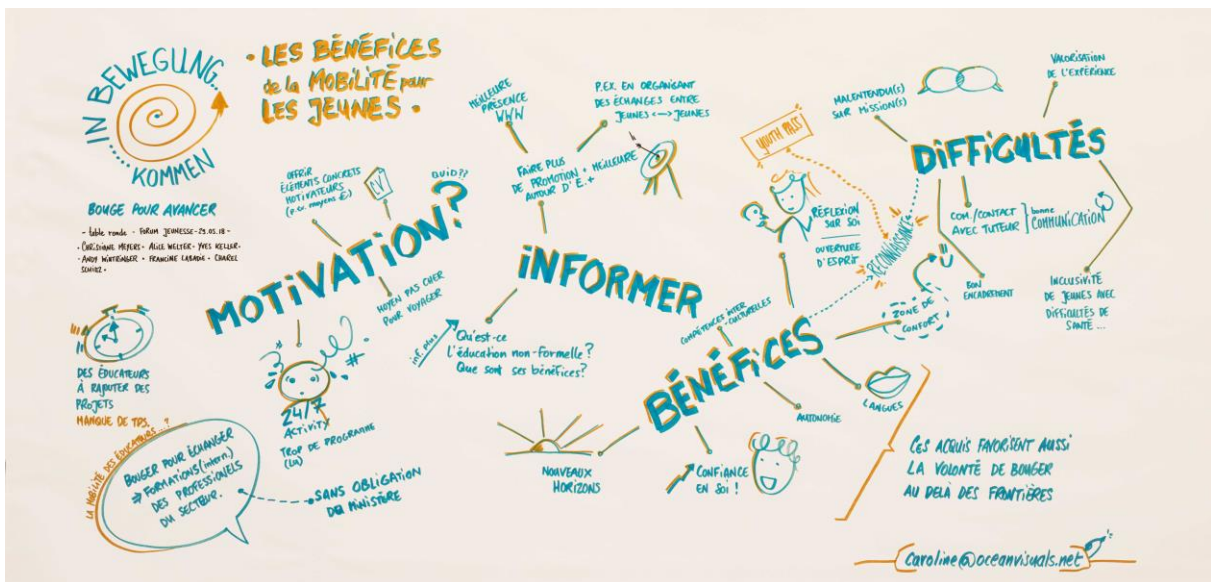 IN BEWEGUNG...
...KOMMEN
• LES BÉNÉFICES
de la MOBILITÉ pour
LES JEUNES •
BOUGE POUR AVANCER
- table ronde - FORUM JEUNESSE - 29.05.18 -
• CHRISTIANE MEYERS • ALICE WELTER • YVES KELLER •
FRANCINE LABADIE • CHAREL
DES ÉDUCATEURS
À RAJOUTER DES
PROJETS
MANQUE DE TPS.
LA MOBILITÉ DES ÉDUCATEURS...?
BOUGER POUR ÉCHANGER
⇒ FORMATIONS (intern.)
DES PROFESSIONELS
DU SECTEUR.
• SANS OBLIGATION
DU MINISTÈRE
MOTIVATION?
QUID??
OFFRIR
ÉLÉMENTS CONCRETS
MOTIVATEURS
(p.ex. moyens €)
CV
MOYEN PAS CHER
POUR VOYAGER
#
24/7
ACTIVITY
TROP DE PROGRAMME
(LU)
INFORMER
MEILLEURE
PRÉSENCE
WWW
P.EX. EN ORGANISANT
DES ÉCHANGES ENTRE
JEUNES <—> JEUNES
FAIRE PLUS
DE PROMOTION + MEILLEURE
AUTOUR D'E.+
inf. plus
Qu'est-ce
l'éducation non-formelle?
Que sont ses bénéfices?
BÉNÉFICES
COMPÉTENCES INTER
-CULTURELLES
YOUTH PASS
RÉFLEXION
SUR SOI
OUVERTURE
D'ESPRIT
RECONNAISSANCE
ZONE DE
CONFORT
LANGUES
AUTONOMIE
CONFIANCE
EN SOI !
NOUVEAUX
HORIZONS
DIFFICULTÉS
MALENTENDU(S)
SUR MISSION(S)
VALORISATION
DE L'EXPÉRIENCE
COM./CONTACT
AVEC TUTEUR
bonne
COMMUNICATION
BON
ENCADREMENT
INCLUSIVITÉ
DE JEUNES AVEC
DIFFICULTÉS DE
SANTÉ ...
CES ACQUIS FAVORISENT AUSSI
LA VOLONTÉ DE BOUGER
AU DELÀ DES FRONTIÈRES
caroline@oceanvisuals.net